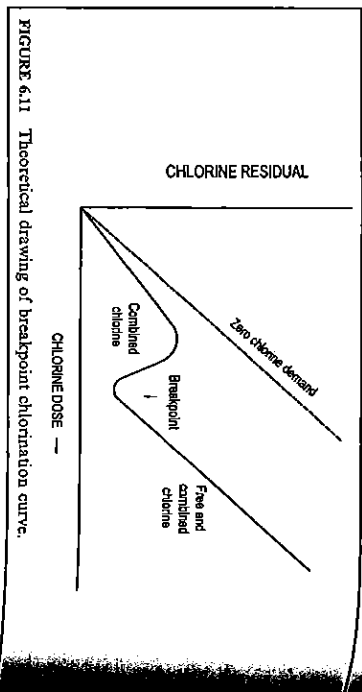 CHLORINE RESIDUAL
Zero chlorine demand
Combined
chlorine
Breakpoint
↓
Free and
combined
chlorine
CHLORINE DOSE →
FIGURE 6.11 Theoretical drawing of breakpoint chlorination curve.